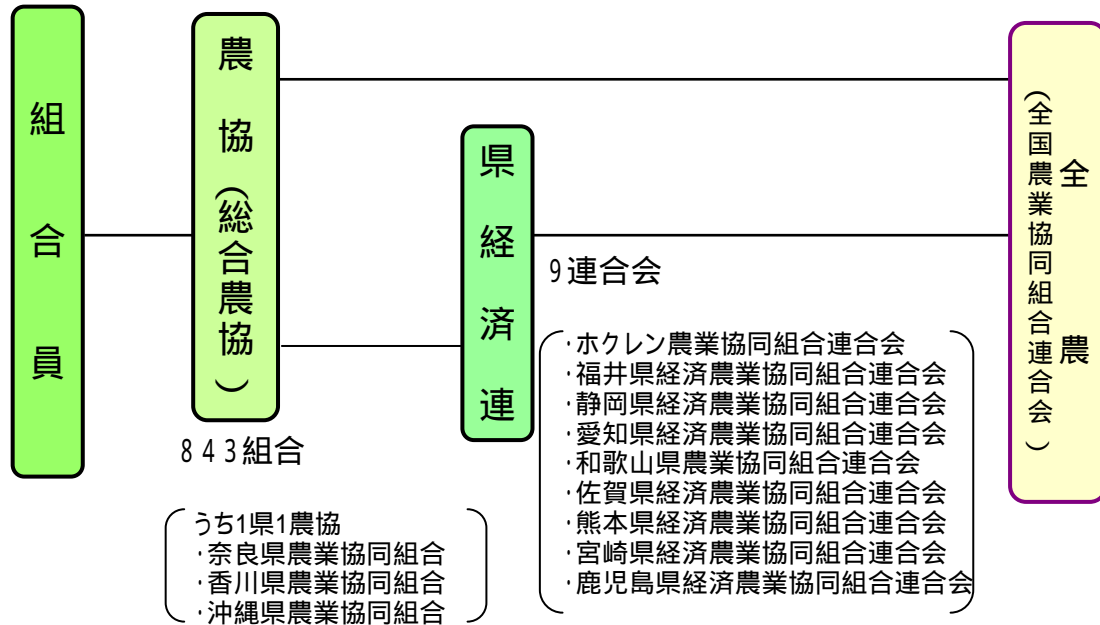 組合員
農協(総合農協)
843組合
うち1県1農協
・奈良県農業協同組合
・香川県農業協同組合
・沖縄県農業協同組合
県経済連
9連合会
・ホクレン農業協同組合連合会
・福井県経済農業協同組合連合会
・静岡県経済農業協同組合連合会
・愛知県経済農業協同組合連合会
・和歌山県農業協同組合連合会
・佐賀県経済農業協同組合連合会
・熊本県経済農業協同組合連合会
・宮崎県経済農業協同組合連合会
・鹿児島県経済農業協同組合連合会
全農
(全国農業協同組合連合会)